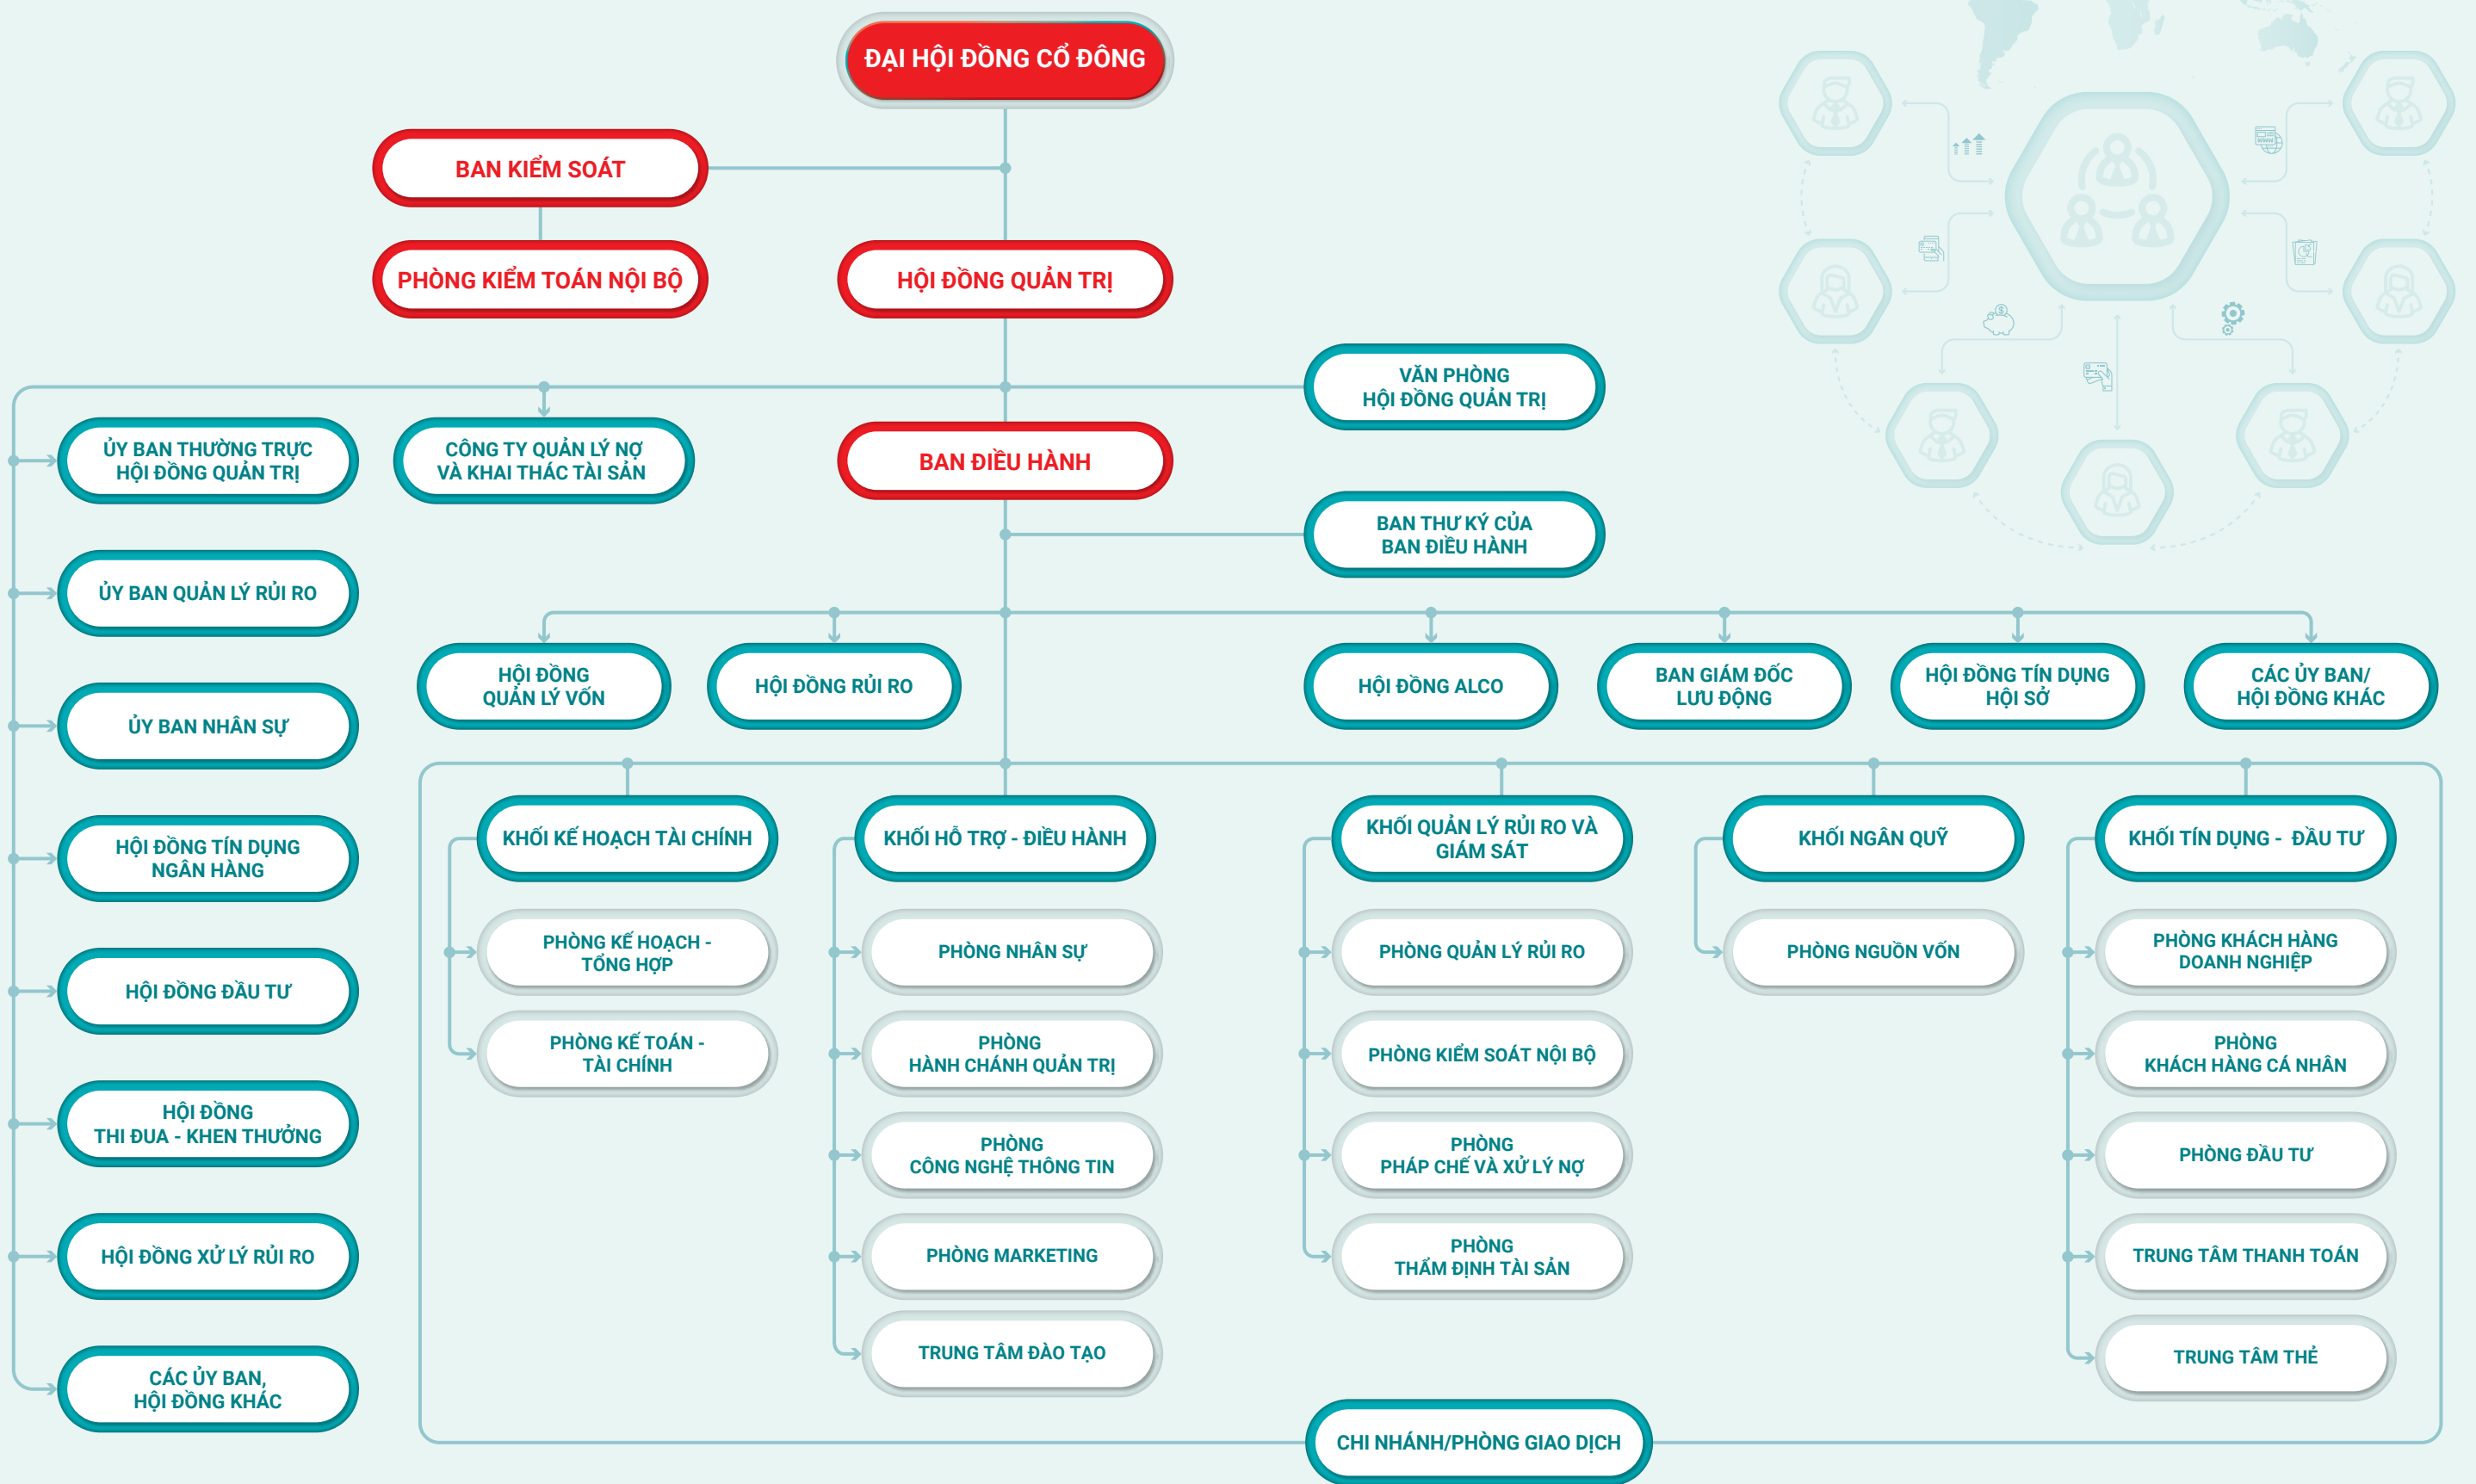 ĐẠI HỘI ĐỒNG CỔ ĐÔNG
BAN KIỂM SOÁT
PHÒNG KIỂM TOÁN NỘI BỘ
HỘI ĐỒNG QUẢN TRỊ
VĂN PHÒNG
HỘI ĐỒNG QUẢN TRỊ
BAN ĐIỀU HÀNH
BAN THƯ KÝ CỦA
BAN ĐIỀU HÀNH
ỦY BAN THƯỜNG TRỰC
HỘI ĐỒNG QUẢN TRỊ
CÔNG TY QUẢN LÝ NỢ
VÀ KHAI THÁC TÀI SẢN
ỦY BAN QUẢN LÝ RỦI RO
ỦY BAN NHÂN SỰ
HỘI ĐỒNG TÍN DỤNG
NGÂN HÀNG
HỘI ĐỒNG ĐẦU TƯ
HỘI ĐỒNG
THI ĐUA - KHEN THƯỞNG
HỘI ĐỒNG XỬ LÝ RỦI RO
CÁC ỦY BAN,
HỘI ĐỒNG KHÁC
HỘI ĐỒNG
QUẢN LÝ VỐN
HỘI ĐỒNG RỦI RO
HỘI ĐỒNG ALCO
BAN GIÁM ĐỐC
LƯU ĐỘNG
HỘI ĐỒNG TÍN DỤNG
HỘI SỞ
CÁC ỦY BAN/
HỘI ĐỒNG KHÁC
KHỐI KẾ HOẠCH TÀI CHÍNH
PHÒNG KẾ HOẠCH -
TỔNG HỢP
PHÒNG KẾ TOÁN -
TÀI CHÍNH
KHỐI HỖ TRỢ - ĐIỀU HÀNH
PHÒNG NHÂN SỰ
PHÒNG
HÀNH CHÁNH QUẢN TRỊ
PHÒNG
CÔNG NGHỆ THÔNG TIN
PHÒNG MARKETING
TRUNG TÂM ĐÀO TẠO
KHỐI QUẢN LÝ RỦI RO VÀ
GIÁM SÁT
PHÒNG QUẢN LÝ RỦI RO
PHÒNG KIỂM SOÁT NỘI BỘ
PHÒNG
PHÁP CHẾ VÀ XỬ LÝ NỢ
PHÒNG
THẨM ĐỊNH TÀI SẢN
KHỐI NGÂN QUỸ
PHÒNG NGUỒN VỐN
KHỐI TÍN DỤNG - ĐẦU TƯ
PHÒNG KHÁCH HÀNG
DOANH NGHIỆP
PHÒNG
KHÁCH HÀNG CÁ NHÂN
PHÒNG ĐẦU TƯ
TRUNG TÂM THANH TOÁN
TRUNG TÂM THẺ
CHI NHÁNH/PHÒNG GIAO DỊCH